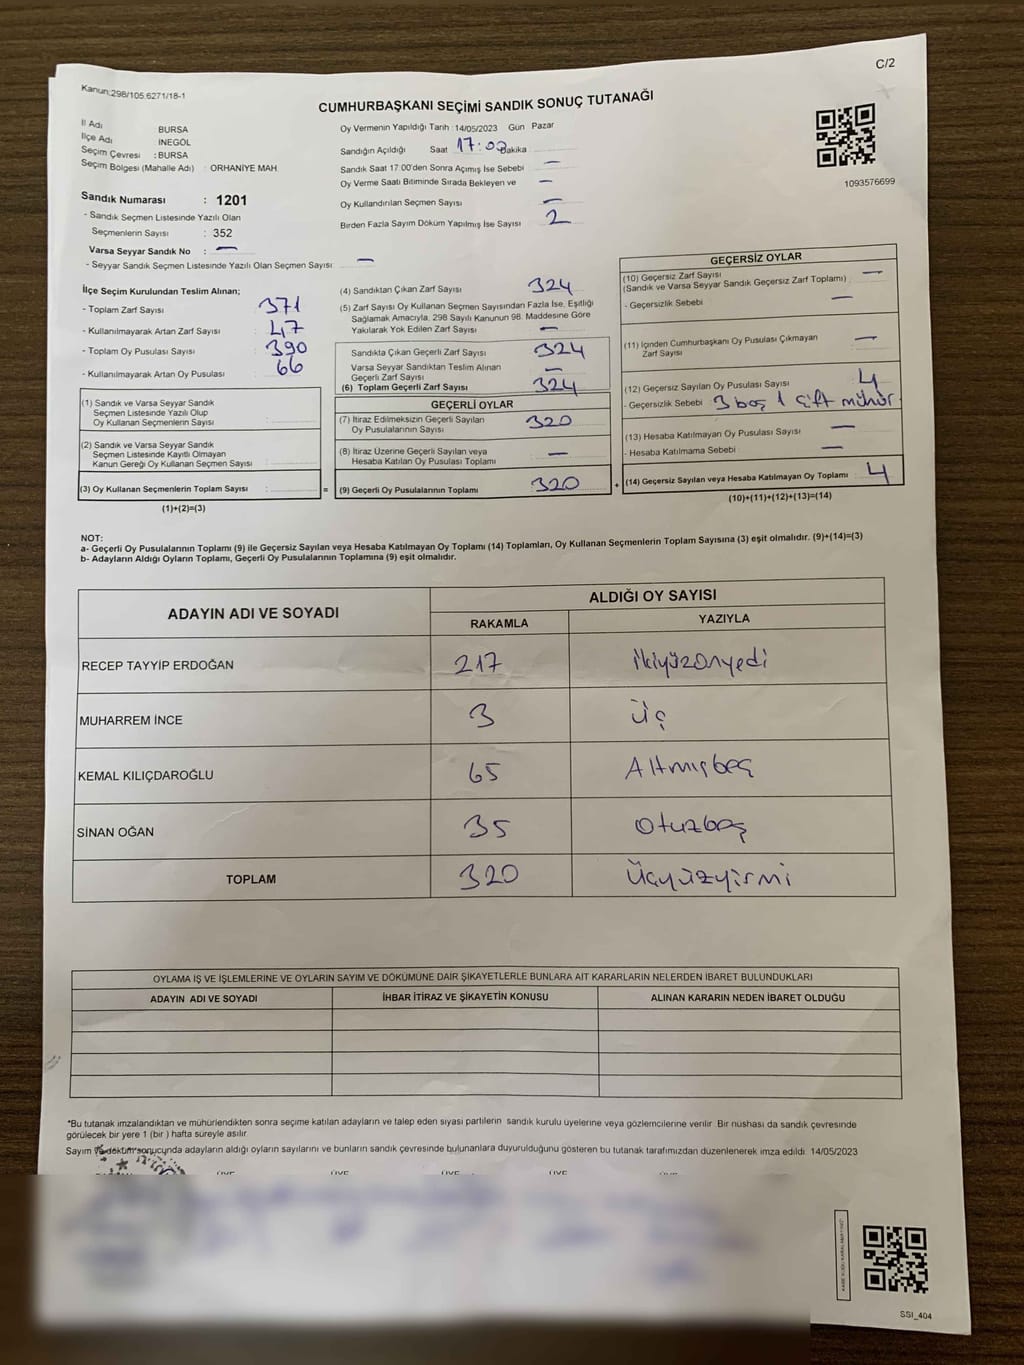 C/2
Kanun:298/105.6271/18-1
CUMHURBAŞKANI SEÇİMİ SANDIK SONUÇ TUTANAĞI
İl Adı BURSA
İlçe Adı İNEGÖL
Seçim Çevresi : BURSA
Seçim Bölgesi (Mahalle Adı) : ORHANİYE MAH
Oy Vermenin Yapıldığı Tarih :14/05/2023 Gün Pazar
Sandığın Açıldığı Saat 17:02 Dakika
Sandık Saat 17:00'den Sonra Açımış İse Sebebi —
Oy Verme Saati Bitiminde Sırada Bekleyen ve —
Oy Kullandırılan Seçmen Sayısı —
Birden Fazla Sayım Döküm Yapılmış İse Sayısı 2
1093576699
Sandık Numarası : 1201
- Sandık Seçmen Listesinde Yazılı Olan
Seçmenlerin Sayısı : 352
Varsa Seyyar Sandık No : —
- Seyyar Sandık Seçmen Listesinde Yazılı Olan Seçmen Sayısı: —
İlçe Seçim Kurulundan Teslim Alınan;
- Toplam Zarf Sayısı 371
- Kullanılmayarak Artan Zarf Sayısı : 47
- Toplam Oy Pusulası Sayısı : 390
- Kullanılmayarak Artan Oy Pusulası : 66
(1) Sandık ve Varsa Seyyar Sandık
Seçmen Listesinde Yazılı Olup
Oy Kullanan Seçmenlerin Sayısı :
(2) Sandık ve Varsa Seyyar Sandık
Seçmen Listesinde Kayıtlı Olmayan
Kanun Gereği Oy Kullanan Seçmen Sayısı :
(3) Oy Kullanan Seçmenlerin Toplam Sayısı : =
(1)+(2)=(3)
(4) Sandıktan Çıkan Zarf Sayısı 324
(5) Zarf Sayısı Oy Kullanan Seçmen Sayısından Fazla İse, Eşitliği
Sağlamak Amacıyla, 298 Sayılı Kanunun 98. Maddesine Göre
Yakılarak Yok Edilen Zarf Sayısı —
Sandıkta Çıkan Geçerli Zarf Sayısı 324
Varsa Seyyar Sandıktan Teslim Alınan
Geçerli Zarf Sayısı —
(6) Toplam Geçerli Zarf Sayısı 324
GEÇERLİ OYLAR
(7) İtiraz Edilmeksizin Geçerli Sayılan
Oy Pusulalarının Sayısı 320
(8) İtiraz Üzerine Geçerli Sayılan veya
Hesaba Katılan Oy Pusulası Toplamı —
(9) Geçerli Oy Pusulalarının Toplamı 320 +
GEÇERSİZ OYLAR
(10) Geçersiz Zarf Sayısı —
(Sandık ve Varsa Seyyar Sandık Geçersiz Zarf Toplamı)
- Geçersizlik Sebebi —
(11) İçinden Cumhurbaşkanı Oy Pusulası Çıkmayan
Zarf Sayısı —
(12) Geçersiz Sayılan Oy Pusulası Sayısı 4
- Geçersizlik Sebebi 3 boş 1 çift mühür
(13) Hesaba Katılmayan Oy Pusulası Sayısı —
- Hesaba Katılmama Sebebi —
(14) Geçersiz Sayılan veya Hesaba Katılmayan Oy Toplamı 4
(10)+(11)+(12)+(13)=(14)
NOT:
a- Geçerli Oy Pusulalarının Toplamı (9) ile Geçersiz Sayılan veya Hesaba Katılmayan Oy Toplamı (14) Toplamları, Oy Kullanan Seçmenlerin Toplam Sayısına (3) eşit olmalıdır. (9)+(14)=(3)
b- Adayların Aldığı Oyların Toplamı, Geçerli Oy Pusulalarının Toplamına (9) eşit olmalıdır.
ADAYIN ADI VE SOYADI ALDIĞI OY SAYISI
RAKAMLA YAZIYLA
RECEP TAYYİP ERDOĞAN 217 ikiyüzonyedi
MUHARREM İNCE 3 üç
KEMAL KILIÇDAROĞLU 65 Altmışbeş
SİNAN OĞAN 35 Otuzbeş
TOPLAM 320 Üçyüzyirmi
OYLAMA İŞ VE İŞLEMLERİNE VE OYLARIN SAYIM VE DÖKÜMÜNE DAİR ŞİKAYETLERLE BUNLARA AİT KARARLARIN NELERDEN İBARET BULUNDUKLARI
ADAYIN ADI VE SOYADI İHBAR İTİRAZ VE ŞİKAYETİN KONUSU ALINAN KARARIN NEDEN İBARET OLDUĞU
*Bu tutanak imzalandıktan ve mühürlendikten sonra seçime katılan adayların ve talep eden siyasi partilerin sandık kurulu üyelerine veya gözlemcilerine verilir. Bir nüshası da sandık çevresinde
görülecek bir yere 1 (bir ) hafta süreyle asılır.
Sayım ve döküm sonucunda adayların aldığı oyların sayılarını ve bunların sandık çevresinde bulunanlara duyurulduğunu gösteren bu tutanak tarafımızdan düzenlenerek imza edildi. 14/05/2023
ÜYE ÜYE ÜYE ÜYE
SSI_404